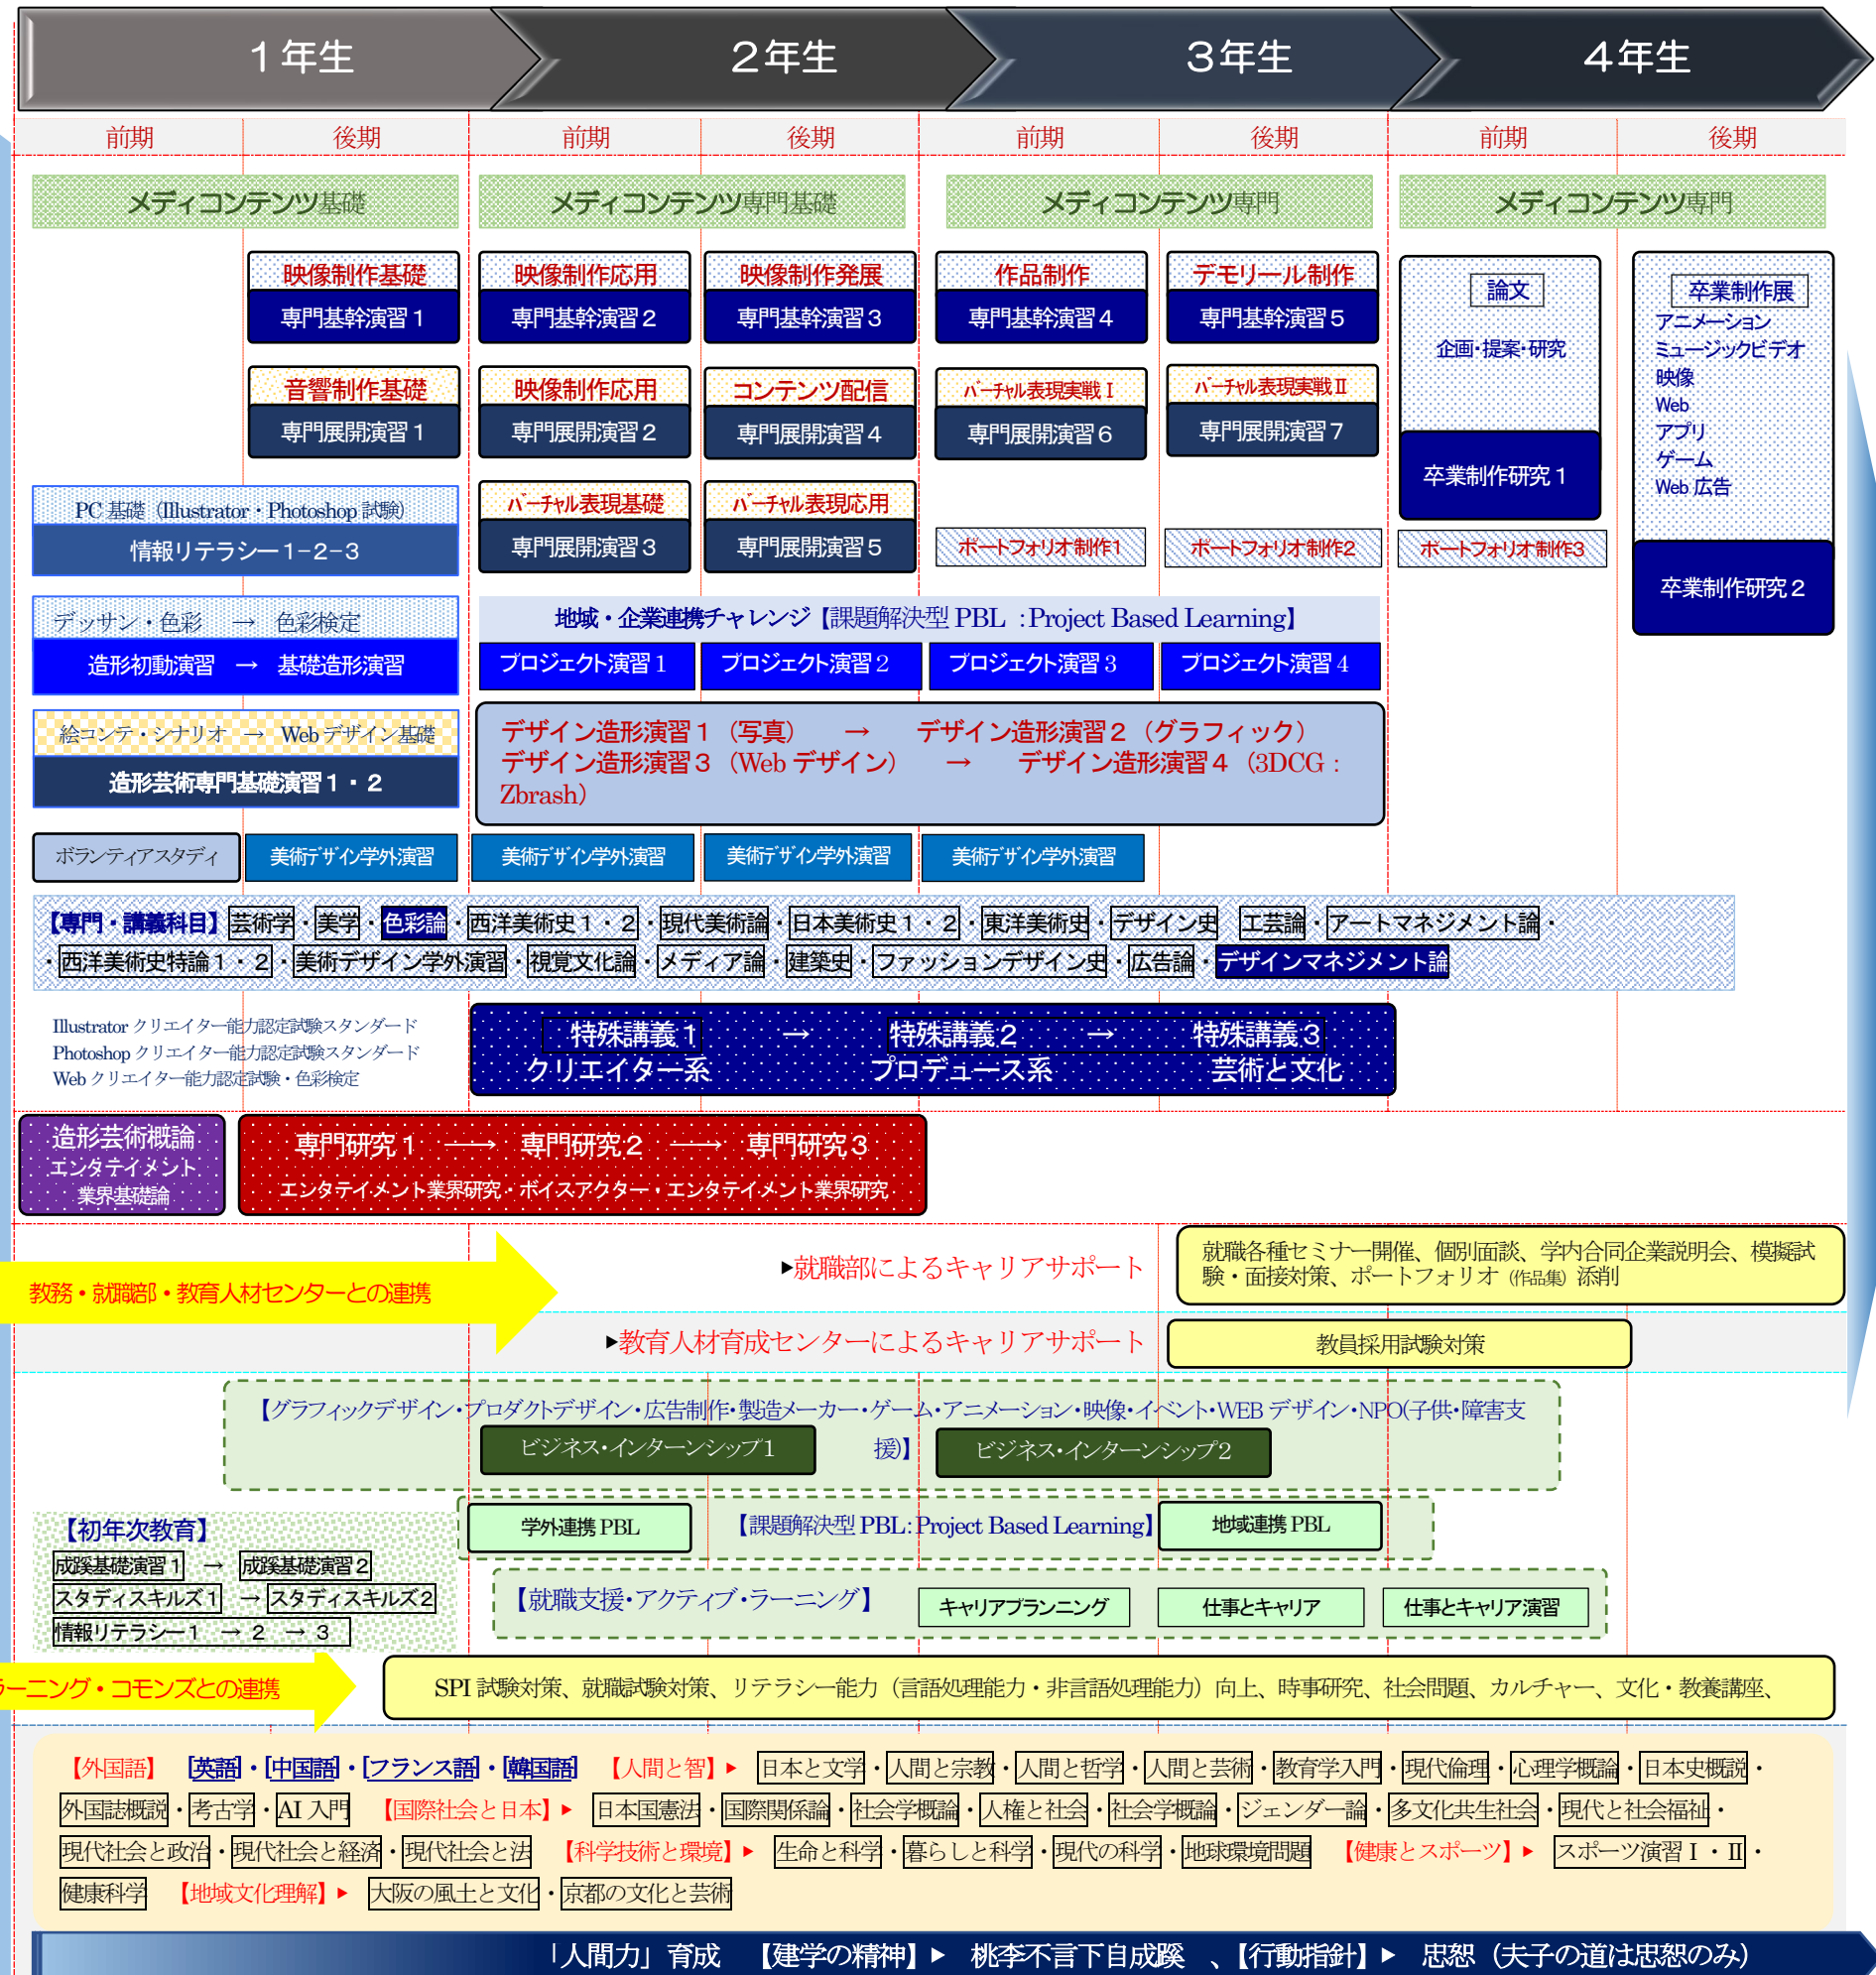 １年生　２年生　３年生　４年生
前期　後期　前期　後期　前期　後期　前期　後期
メディコンテンツ基礎　メディコンテンツ専門基礎　メディコンテンツ専門　メディコンテンツ専門
映像制作基礎　映像制作応用　映像制作発展　作品制作　デモリール制作
専門基幹演習１　専門基幹演習２　専門基幹演習３　専門基幹演習４　専門基幹演習５
音響制作基礎　映像制作応用　コンテンツ配信　バーチャル表現実戦Ⅰ　バーチャル表現実戦Ⅱ
専門展開演習１　専門展開演習２　専門展開演習４　専門展開演習６　専門展開演習７
論文
企画・提案・研究
卒業制作研究１
卒業制作展
アニメーション
ミュージックビデオ
映像
Web
アプリ
ゲーム
Web 広告
卒業制作研究２
PC 基礎（Illustrator・Photoshop 試験）
情報リテラシー１−２−３
バーチャル表現基礎　バーチャル表現応用
専門展開演習３　専門展開演習５
ポートフォリオ制作1　ポートフォリオ制作2　ポートフォリオ制作3
デッサン・色彩　→　色彩検定
造形初動演習　→　基礎造形演習
地域・企業連携チャレンジ【課題解決型 PBL ：Project Based Learning】
プロジェクト演習 1　プロジェクト演習 2　プロジェクト演習 3　プロジェクト演習 4
絵コンテ・シナリオ　→　Web デザイン基礎
造形芸術専門基礎演習１・２
デザイン造形演習１（写真）　→　デザイン造形演習２（グラフィック）
デザイン造形演習３（Web デザイン）　→　デザイン造形演習４（3DCG：
Zbrash）
ボランティアスタディ　美術デザイン学外演習　美術デザイン学外演習　美術デザイン学外演習　美術デザイン学外演習
【専門・講義科目】芸術学・美学・色彩論・西洋美術史１・２・現代美術論・日本美術史１・２・東洋美術史・デザイン史　工芸論・アートマネジメント論・
・西洋美術史特論１・２・美術デザイン学外演習・視覚文化論・メディア論・建築史・ファッションデザイン史・広告論・デザインマネジメント論
Illustrator クリエイター能力認定試験スタンダード
Photoshop クリエイター能力認定試験スタンダード
Web クリエイター能力認定試験・色彩検定
特殊講義１　→　特殊講義２　→　特殊講義３
クリエイター系　プロデュース系　芸術と文化
造形芸術概論
エンタテイメント
業界基礎論
専門研究１　→　専門研究２　→　専門研究３
エンタテイメント業界研究・ボイスアクター・エンタテイメント業界研究
教務・就職部・教育人材センターとの連携
▶就職部によるキャリアサポート
就職各種セミナー開催、個別面談、学内合同企業説明会、模擬試
験・面接対策、ポートフォリオ（作品集）添削
▶教育人材育成センターによるキャリアサポート
教員採用試験対策
【グラフィックデザイン・プロダクトデザイン・広告制作・製造メーカー・ゲーム・アニメーション・映像・イベント・WEB デザイン・NPO(子供・障害支
援)】
ビジネス・インターンシップ１　ビジネス・インターンシップ２
学外連携 PBL　【課題解決型 PBL：Project Based Learning】　地域連携 PBL
【初年次教育】
成蹊基礎演習１　→　成蹊基礎演習２
スタディスキルズ１　→　スタディスキルズ２
情報リテラシー１　→ ２　→ ３
【就職支援・アクティブ・ラーニング】　キャリアプランニング　仕事とキャリア　仕事とキャリア演習
ラーニング・コモンズとの連携
SPI 試験対策、就職試験対策、リテラシー能力（言語処理能力・非言語処理能力）向上、時事研究、社会問題、カルチャー、文化・教養講座、
【外国語】　[英語]・[中国語]・[フランス語]・[韓国語]　【人間と智】▶　日本と文学・人間と宗教・人間と哲学・人間と芸術・教育学入門・現代倫理・心理学概論・日本史概説・
外国誌概説・考古学・AI 入門　【国際社会と日本】▶　日本国憲法・国際関係論・社会学概論・人権と社会・社会学概論・ジェンダー論・多文化共生社会・現代と社会福祉・
現代社会と政治・現代社会と経済・現代社会と法　【科学技術と環境】▶　生命と科学・暮らしと科学・現代の科学・地球環境問題　【健康とスポーツ】▶　スポーツ演習Ⅰ・Ⅱ・
健康科学　【地域文化理解】▶　大阪の風土と文化・京都の文化と芸術
「人間力」育成　【建学の精神】▶　桃李不言下自成蹊　、【行動指針】▶　忠恕（夫子の道は忠恕のみ）